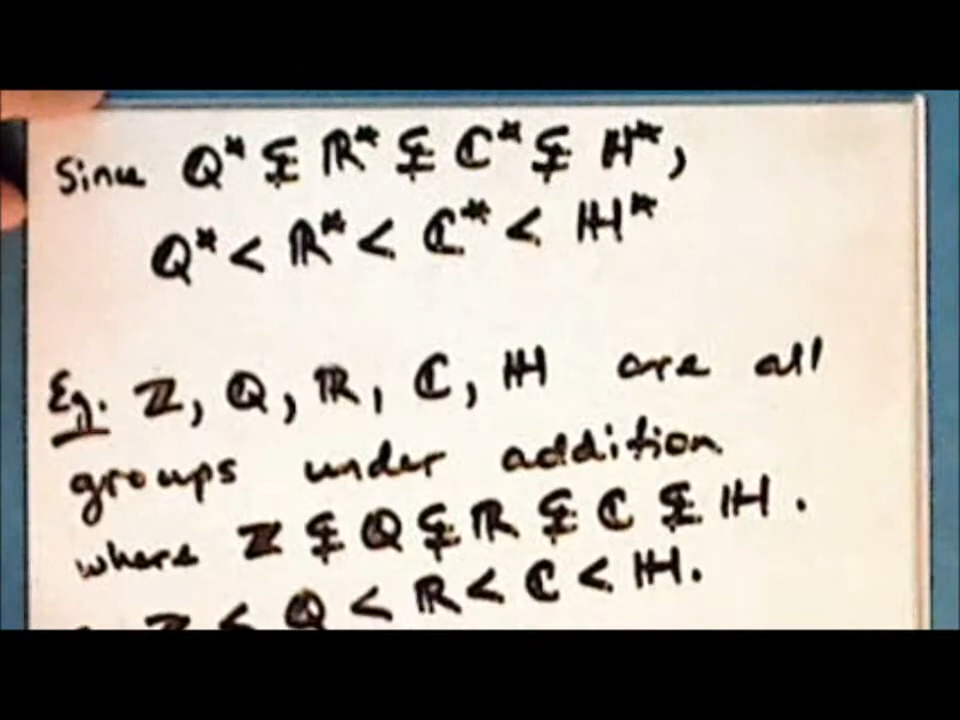 Since ℚ* ⊊ ℝ* ⊊ ℂ* ⊊ ℍ*,
ℚ* < ℝ* < ℂ* < ℍ*
Eg. ℤ, ℚ, ℝ, ℂ, ℍ are all
groups under addition
where ℤ ⊊ ℚ ⊊ ℝ ⊊ ℂ ⊊ ℍ.
ℤ < ℚ < ℝ < ℂ < ℍ.